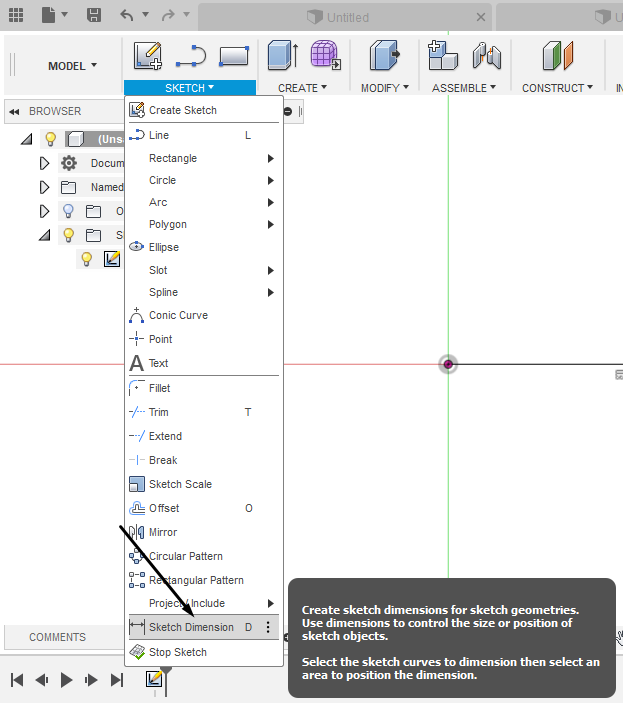 Untitled
U
MODEL
SKETCH
CREATE
MODIFY
ASSEMBLE
CONSTRUCT
IN
BROWSER
(Uns
Docum
Named
O
S
Create Sketch
Line L
Rectangle
Circle
Arc
Polygon
Ellipse
Slot
Spline
Conic Curve
Point
A Text
Fillet
Trim T
Extend
Break
Sketch Scale
Offset O
Mirror
Circular Pattern
Rectangular Pattern
Project/Include
Sketch Dimension D
Stop Sketch
COMMENTS
Create sketch dimensions for sketch geometries.
Use dimensions to control the size or position of
sketch objects.
Select the sketch curves to dimension then select an
area to position the dimension.